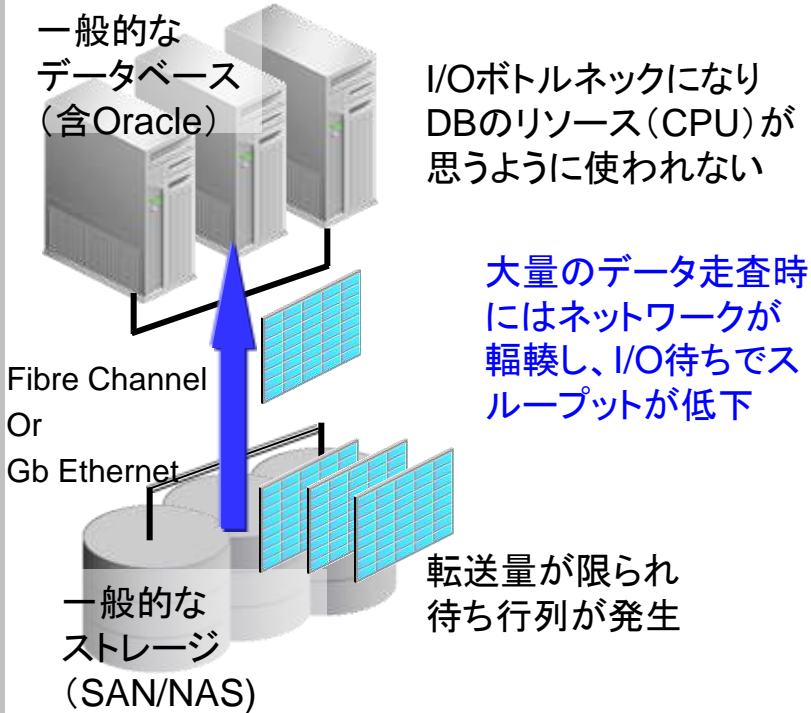 一般的な
データベース
（含Oracle）
I/Oボトルネックになり
DBのリソース（CPU）が
思うように使われない
大量のデータ走査時
にはネットワークが
輻輳し、I/O待ちでス
ループットが低下
Fibre Channel
Or
Gb Ethernet
転送量が限られ
待ち行列が発生
一般的な
ストレージ
（SAN/NAS)